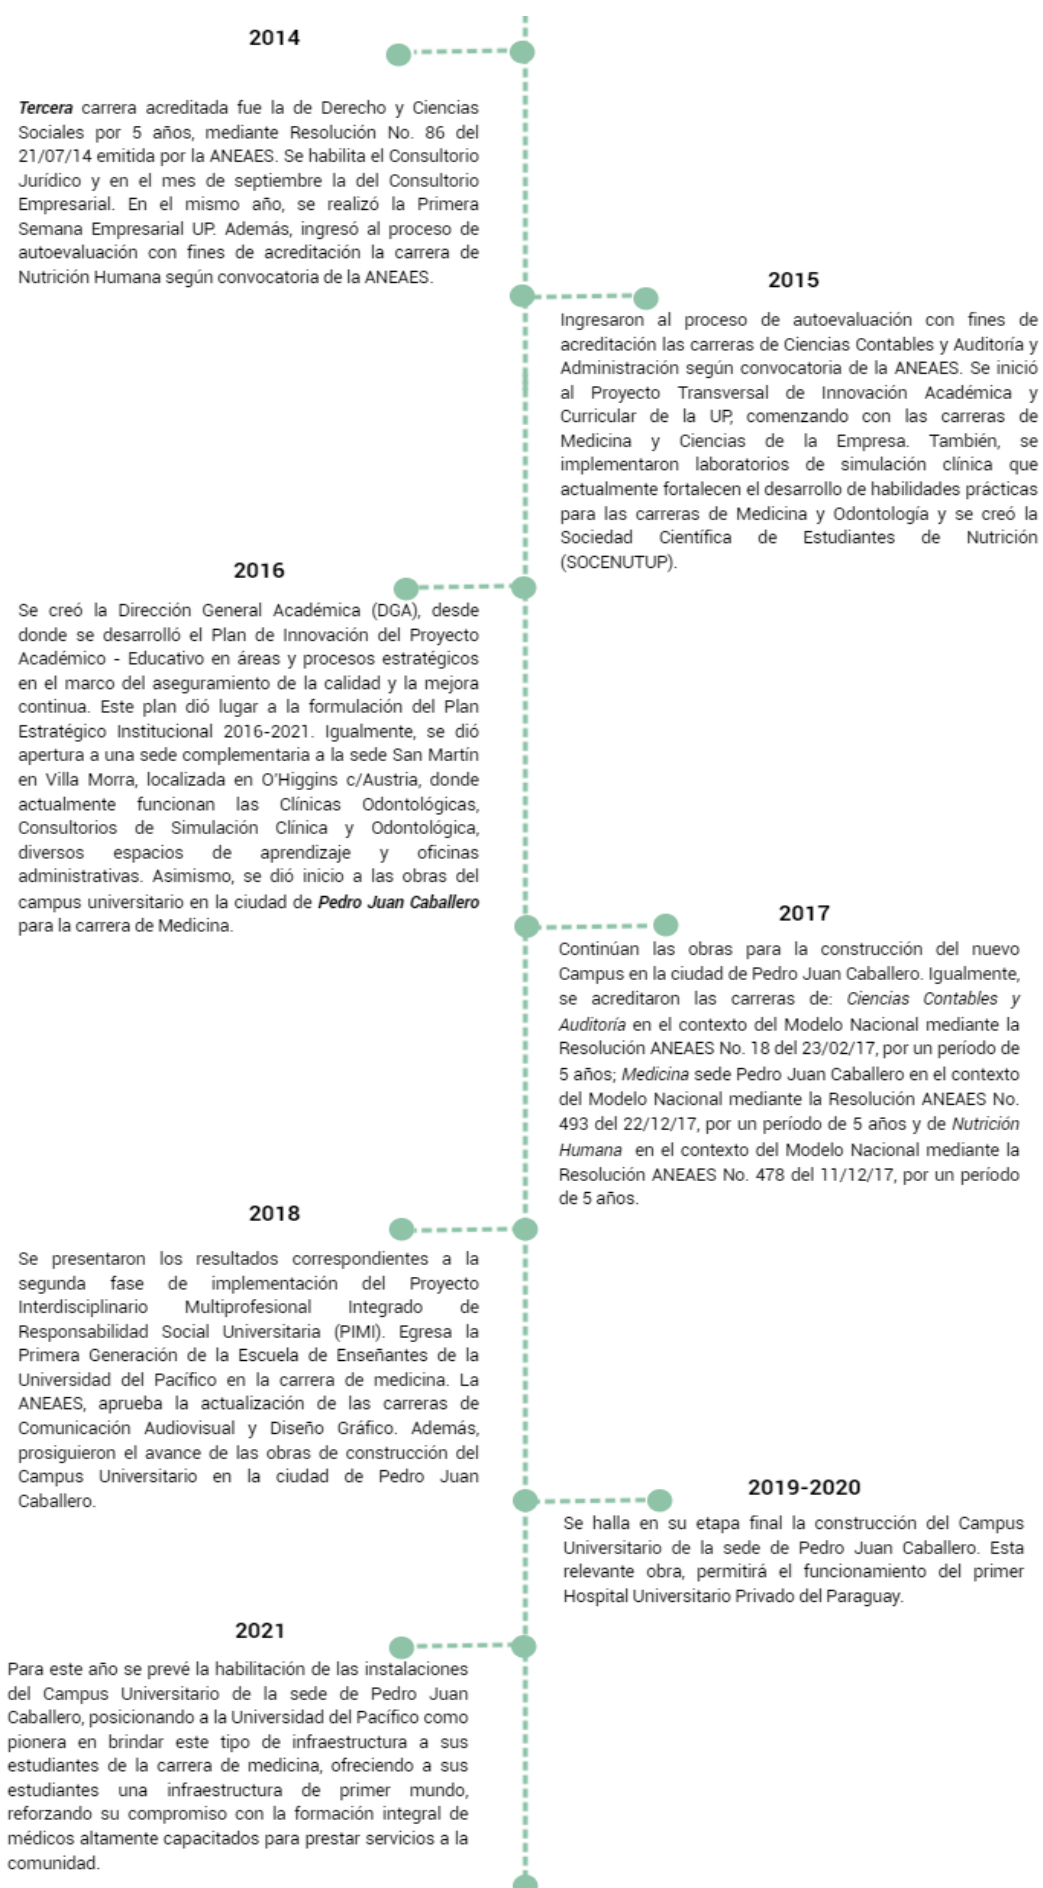 2014
Tercera carrera acreditada fue la de Derecho y Ciencias
Sociales por 5 años, mediante Resolución No. 86 del
21/07/14 emitida por la ANEAES. Se habilita el Consultorio
Jurídico y en el mes de septiembre la del Consultorio
Empresarial. En el mismo año, se realizó la Primera
Semana Empresarial UP. Además, ingresó al proceso de
autoevaluación con fines de acreditación la carrera de
Nutrición Humana según convocatoria de la ANEAES.
2015
Ingresaron al proceso de autoevaluación con fines de
acreditación las carreras de Ciencias Contables y Auditoría y
Administración según convocatoria de la ANEAES. Se inició
al Proyecto Transversal de Innovación Académica y
Curricular de la UP, comenzando con las carreras de
Medicina y Ciencias de la Empresa. También, se
implementaron laboratorios de simulación clínica que
actualmente fortalecen el desarrollo de habilidades prácticas
para las carreras de Medicina y Odontología y se creó la
Sociedad Científica de Estudiantes de Nutrición
(SOCENUTUP).
2016
Se creó la Dirección General Académica (DGA), desde
donde se desarrolló el Plan de Innovación del Proyecto
Académico - Educativo en áreas y procesos estratégicos
en el marco del aseguramiento de la calidad y la mejora
continua. Este plan dió lugar a la formulación del Plan
Estratégico Institucional 2016-2021. Igualmente, se dió
apertura a una sede complementaria a la sede San Martín
en Villa Morra, localizada en O'Higgins c/Austria, donde
actualmente funcionan las Clínicas Odontológicas,
Consultorios de Simulación Clínica y Odontológica,
diversos espacios de aprendizaje y oficinas
administrativas. Asimismo, se dió inicio a las obras del
campus universitario en la ciudad de Pedro Juan Caballero
para la carrera de Medicina.
2017
Continúan las obras para la construcción del nuevo
Campus en la ciudad de Pedro Juan Caballero. Igualmente,
se acreditaron las carreras de: Ciencias Contables y
Auditoría en el contexto del Modelo Nacional mediante la
Resolución ANEAES No. 18 del 23/02/17, por un período de
5 años; Medicina sede Pedro Juan Caballero en el contexto
del Modelo Nacional mediante la Resolución ANEAES No.
493 del 22/12/17, por un período de 5 años y de Nutrición
Humana en el contexto del Modelo Nacional mediante la
Resolución ANEAES No. 478 del 11/12/17, por un período
de 5 años.
2018
Se presentaron los resultados correspondientes a la
segunda fase de implementación del Proyecto
Interdisciplinario Multiprofesional Integrado de
Responsabilidad Social Universitaria (PIMI). Egresa la
Primera Generación de la Escuela de Enseñantes de la
Universidad del Pacífico en la carrera de medicina. La
ANEAES, aprueba la actualización de las carreras de
Comunicación Audiovisual y Diseño Gráfico. Además,
prosiguieron el avance de las obras de construcción del
Campus Universitario en la ciudad de Pedro Juan
Caballero.
2019-2020
Se halla en su etapa final la construcción del Campus
Universitario de la sede de Pedro Juan Caballero. Esta
relevante obra, permitirá el funcionamiento del primer
Hospital Universitario Privado del Paraguay.
2021
Para este año se prevé la habilitación de las instalaciones
del Campus Universitario de la sede de Pedro Juan
Caballero, posicionando a la Universidad del Pacífico como
pionera en brindar este tipo de infraestructura a sus
estudiantes de la carrera de medicina, ofreciendo a sus
estudiantes una infraestructura de primer mundo,
reforzando su compromiso con la formación integral de
médicos altamente capacitados para prestar servicios a la
comunidad.